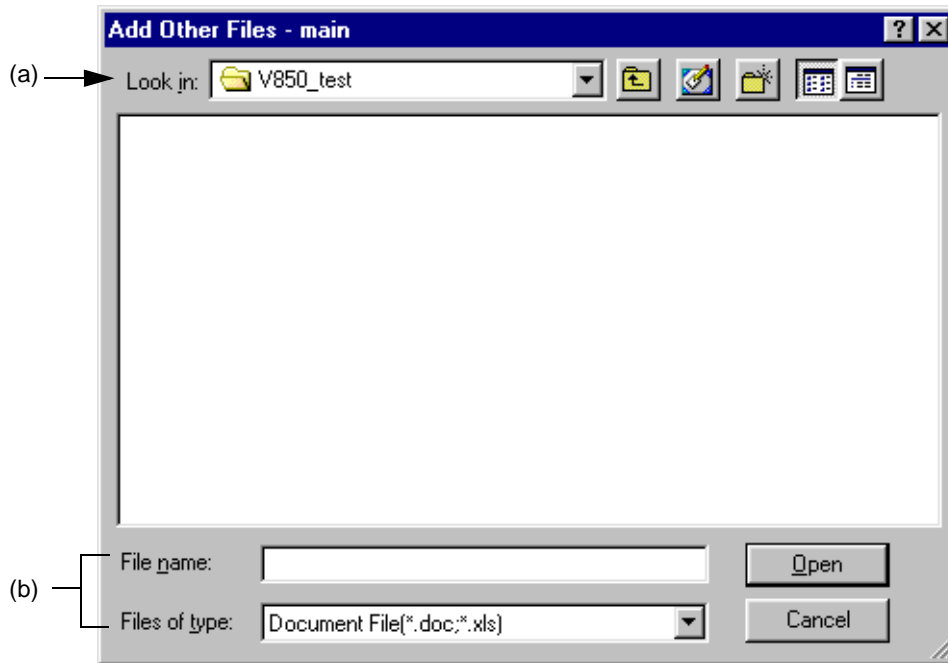 Add Other Files - main
(a)
Look in: V850_test
File name:
Open
(b)
Files of type: Document File(*.doc;*.xls)
Cancel